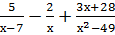 5/(x−7) − 2/x + (3x+28)/(x²−49)